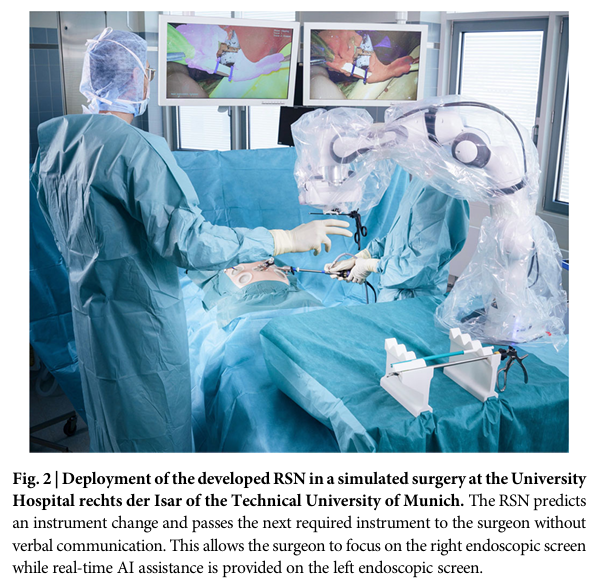 Fig. 2 | Deployment of the developed RSN in a simulated surgery at the University
Hospital rechts der Isar of the Technical University of Munich. The RSN predicts
an instrument change and passes the next required instrument to the surgeon without
verbal communication. This allows the surgeon to focus on the right endoscopic screen
while real-time AI assistance is provided on the left endoscopic screen.